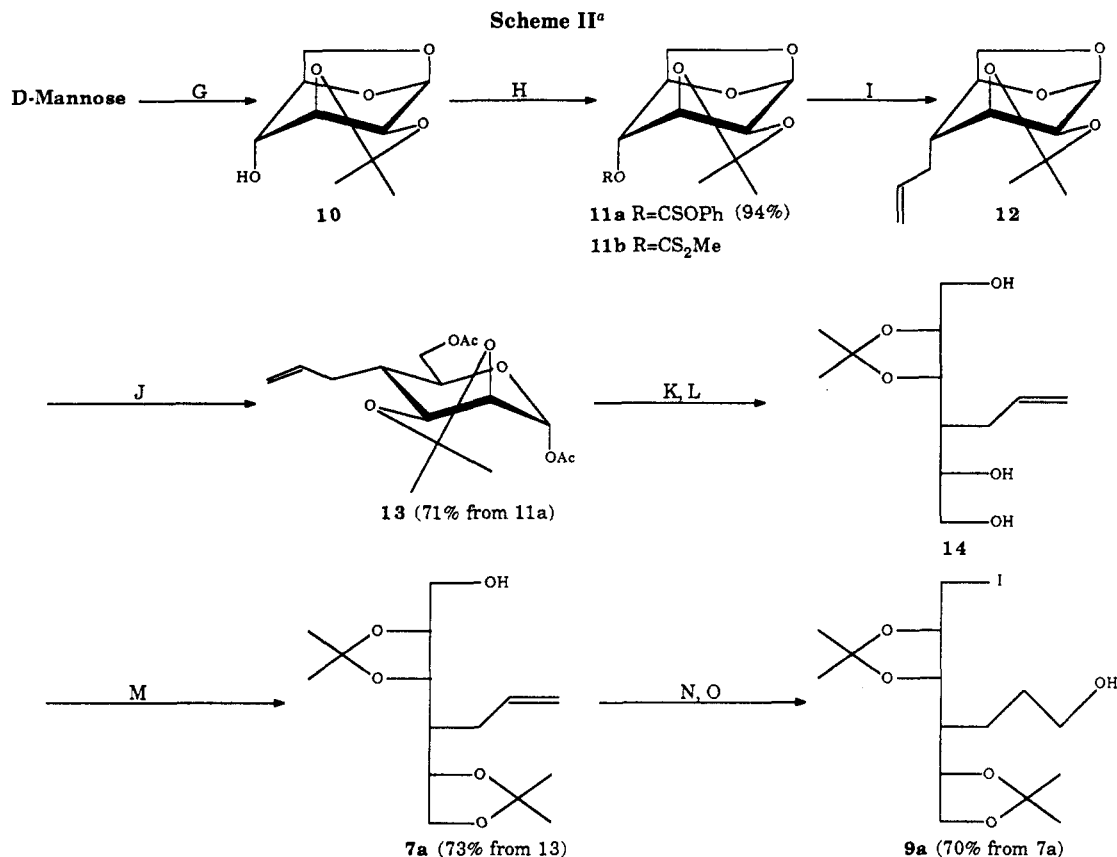 Scheme IIa
D-Mannose
G
O
O
O
O
HO
10
H
O
O
O
O
RO
11a R=CSOPh (94%)
11b R=CS2Me
I
O
O
O
O
12
J
OAc
O
O
O
OAc
13 (71% from 11a)
K, L
OH
O
O
OH
OH
14
M
OH
O
O
O
O
7a (73% from 13)
N, O
I
O
O
OH
O
O
9a (70% from 7a)